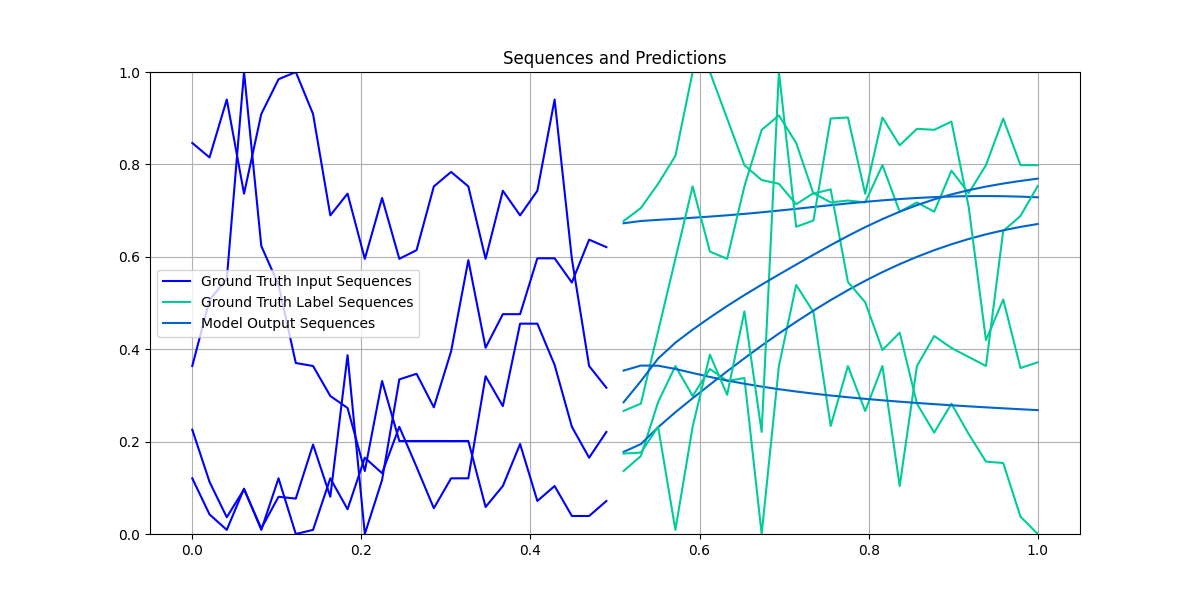 Sequences and Predictions
1.0
0.8
0.6
0.4
0.2
0.0
Ground Truth Input Sequences
Ground Truth Label Sequences
Model Output Sequences
0.0 0.2 0.4 0.6 0.8 1.0